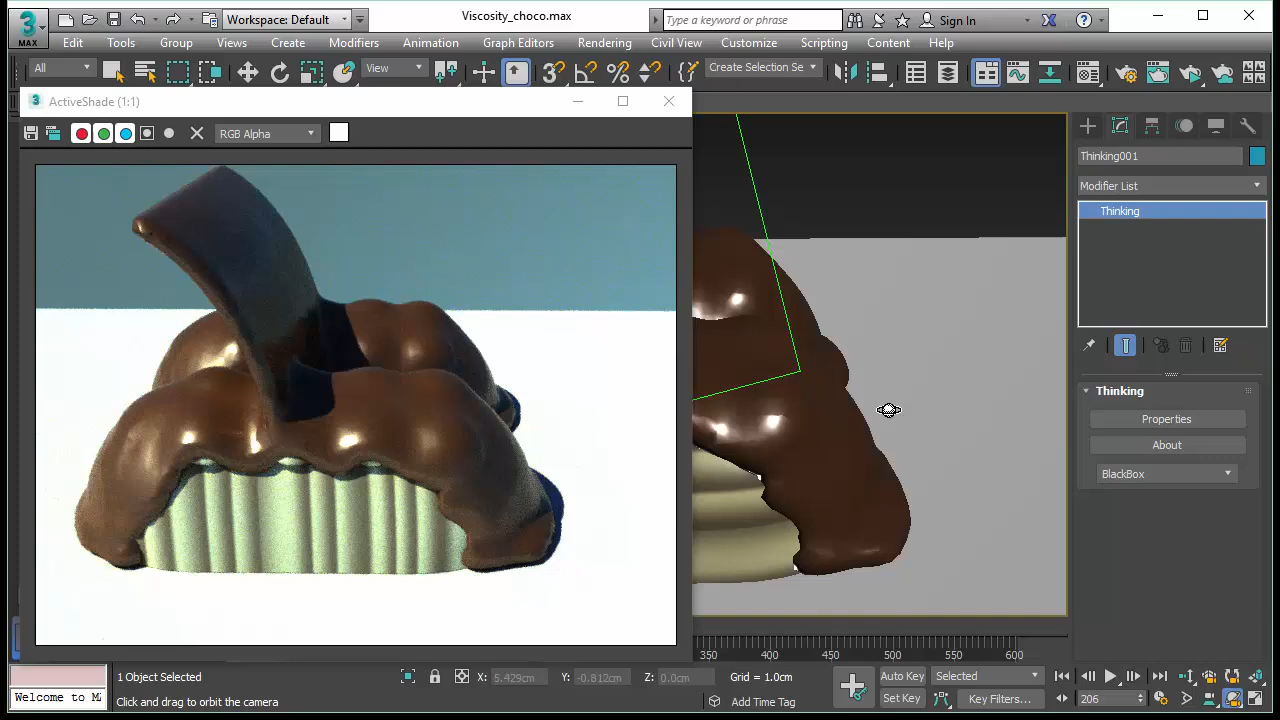 3
MAX
Workspace: Default
Viscosity_choco.max
Type a keyword or phrase
Sign In
Edit Tools Group Views Create Modifiers Animation Graph Editors Rendering Civil View Customize Scripting Content Help
All
View
3
Create Selection Se
3 ActiveShade (1:1)
RGB Alpha
Thinking001
Modifier List
Thinking
Thinking
Properties
About
BlackBox
350 400 450 500 550 600
1 Object Selected
X: 5.429cm Y: -0.812cm Z: 0.0cm
Grid = 1.0cm
Auto Key
Selected
Welcome to M
Click and drag to orbit the camera
Add Time Tag
Set Key
Key Filters...
206